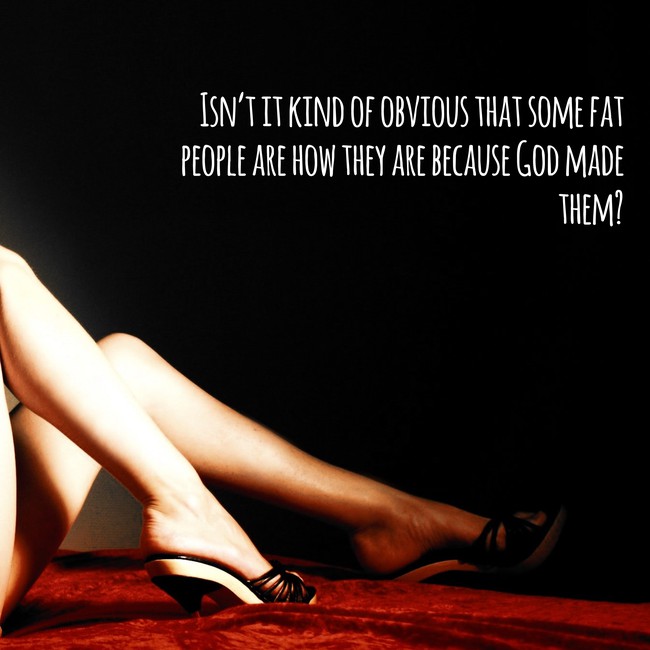 Isn't it kind of obvious that some fat
people are how they are because God made
them?